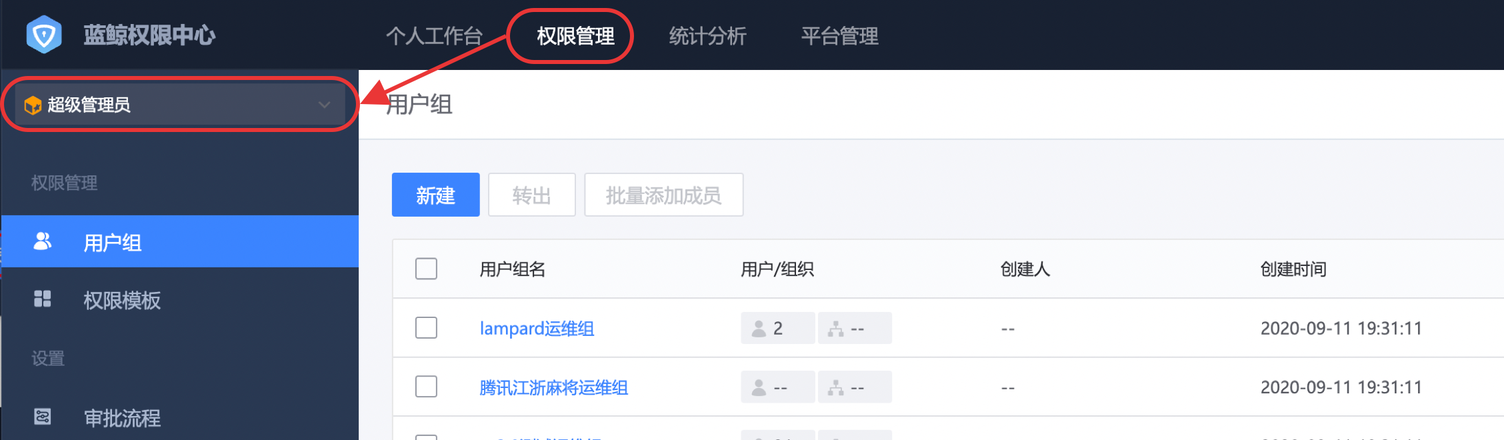 蓝鲸权限中心
个人工作台 权限管理 统计分析 平台管理
超级管理员
用户组
权限管理
用户组
权限模板
设置
审批流程
新建 转出 批量添加成员
用户组名 用户/组织 创建人 创建时间
lampard运维组 2 -- -- 2020-09-11 19:31:11
腾讯江浙麻将运维组 -- -- -- 2020-09-11 19:31:11